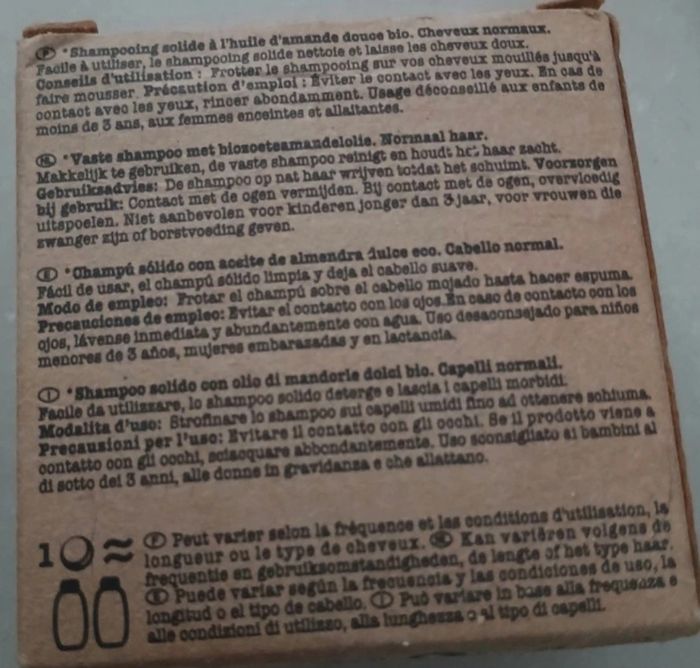 F *Shampooing solide à l'huile d'amande douce bio. Cheveux normaux.
Facile à utiliser, le shampooing solide nettoie et laisse les cheveux doux.
Conseils d'utilisation : Frotter le shampooing sur vos cheveux mouillés jusqu'à
faire mousser. Précaution d'emploi : Éviter le contact avec les yeux. En cas de
contact avec les yeux, rincer abondamment. Usage déconseillé aux enfants de
moins de 3 ans, aux femmes enceintes et allaitantes.
NL *Vaste shampoo met biozoeteamandelolie. Normaal haar.
Makkelijk te gebruiken, de vaste shampoo reinigt en houdt het haar zacht.
Gebruiksadvies: De shampoo op nat haar wrijven totdat het schuimt. Voorzorgen
bij gebruik: Contact met de ogen vermijden. Bij contact met de ogen, overvloedig
uitspoelen. Niet aanbevolen voor kinderen jonger dan 3 jaar, voor vrouwen die
zwanger zijn of borstvoeding geven.
E *Champú sólido con aceite de almendra dulce eco. Cabello normal.
Fácil de usar, el champú sólido limpia y deja el cabello suave.
Modo de empleo: Frotar el champú sobre el cabello mojado hasta hacer espuma.
Precauciones de empleo: Evitar el contacto con los ojos. En caso de contacto con los
ojos, lávense inmediata y abundantemente con agua. Uso desaconsejado para niños
menores de 3 años, mujeres embarazadas y en lactancia.
I *Shampoo solido con olio di mandorle dolci bio. Capelli normali.
Facile da utilizzare, lo shampoo solido deterge e lascia i capelli morbidi.
Modalita d'uso: Strofinare lo shampoo sui capelli umidi fino ad ottenere schiuma.
Precauzioni per l'uso: Evitare il contatto con gli occhi. Se il prodotto viene a
contatto con gli occhi, sciacquare abbondantemente. Uso sconsigliato ai bambini al
di sotto dei 3 anni, alle donne in gravidanza e che allattano.
1 ≈
F Peut varier selon la fréquence et les conditions d'utilisation, la
longueur ou le type de cheveux. NL Kan variëren volgens de
frequentie en gebruiksomstandigheden, de lengte of het type haar.
E Puede variar según la frecuencia y las condiciones de uso, la
longitud o el tipo de cabello. I Può variare in base alla frequenza e
alle condizioni di utilizzo, alla lunghezza o al tipo di capelli.